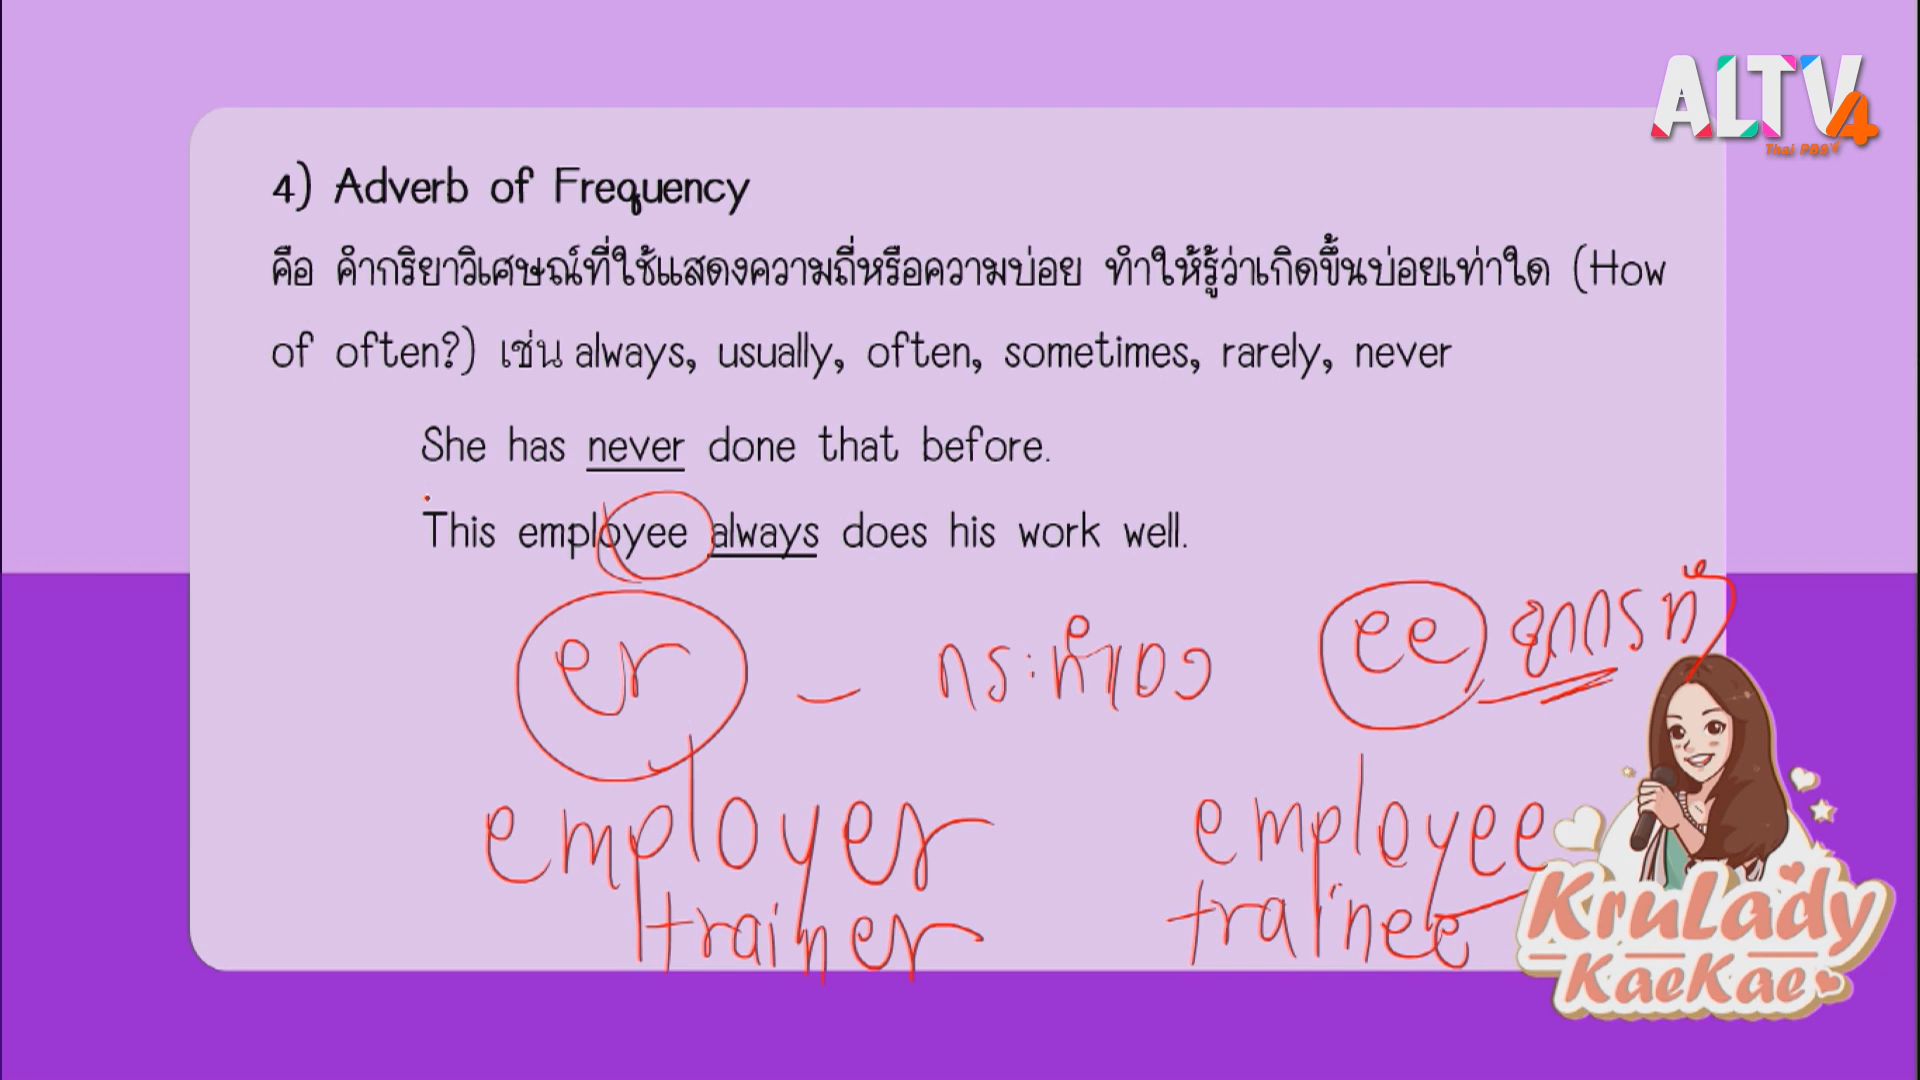 ALTV4
Thai PBS
4) Adverb of Frequency
คือ คำกริยาวิเศษณ์ที่ใช้แสดงความถี่หรือความบ่อย ทำให้รู้ว่าเกิดขึ้นบ่อยเท่าใด (How
of often?) เช่น always, usually, often, sometimes, rarely, never
She has never done that before.
This employee always does his work well.
er – กระทำเอง ee ถูกกระทำ
employer employee
trainer trainee
KruLady
KaeKae